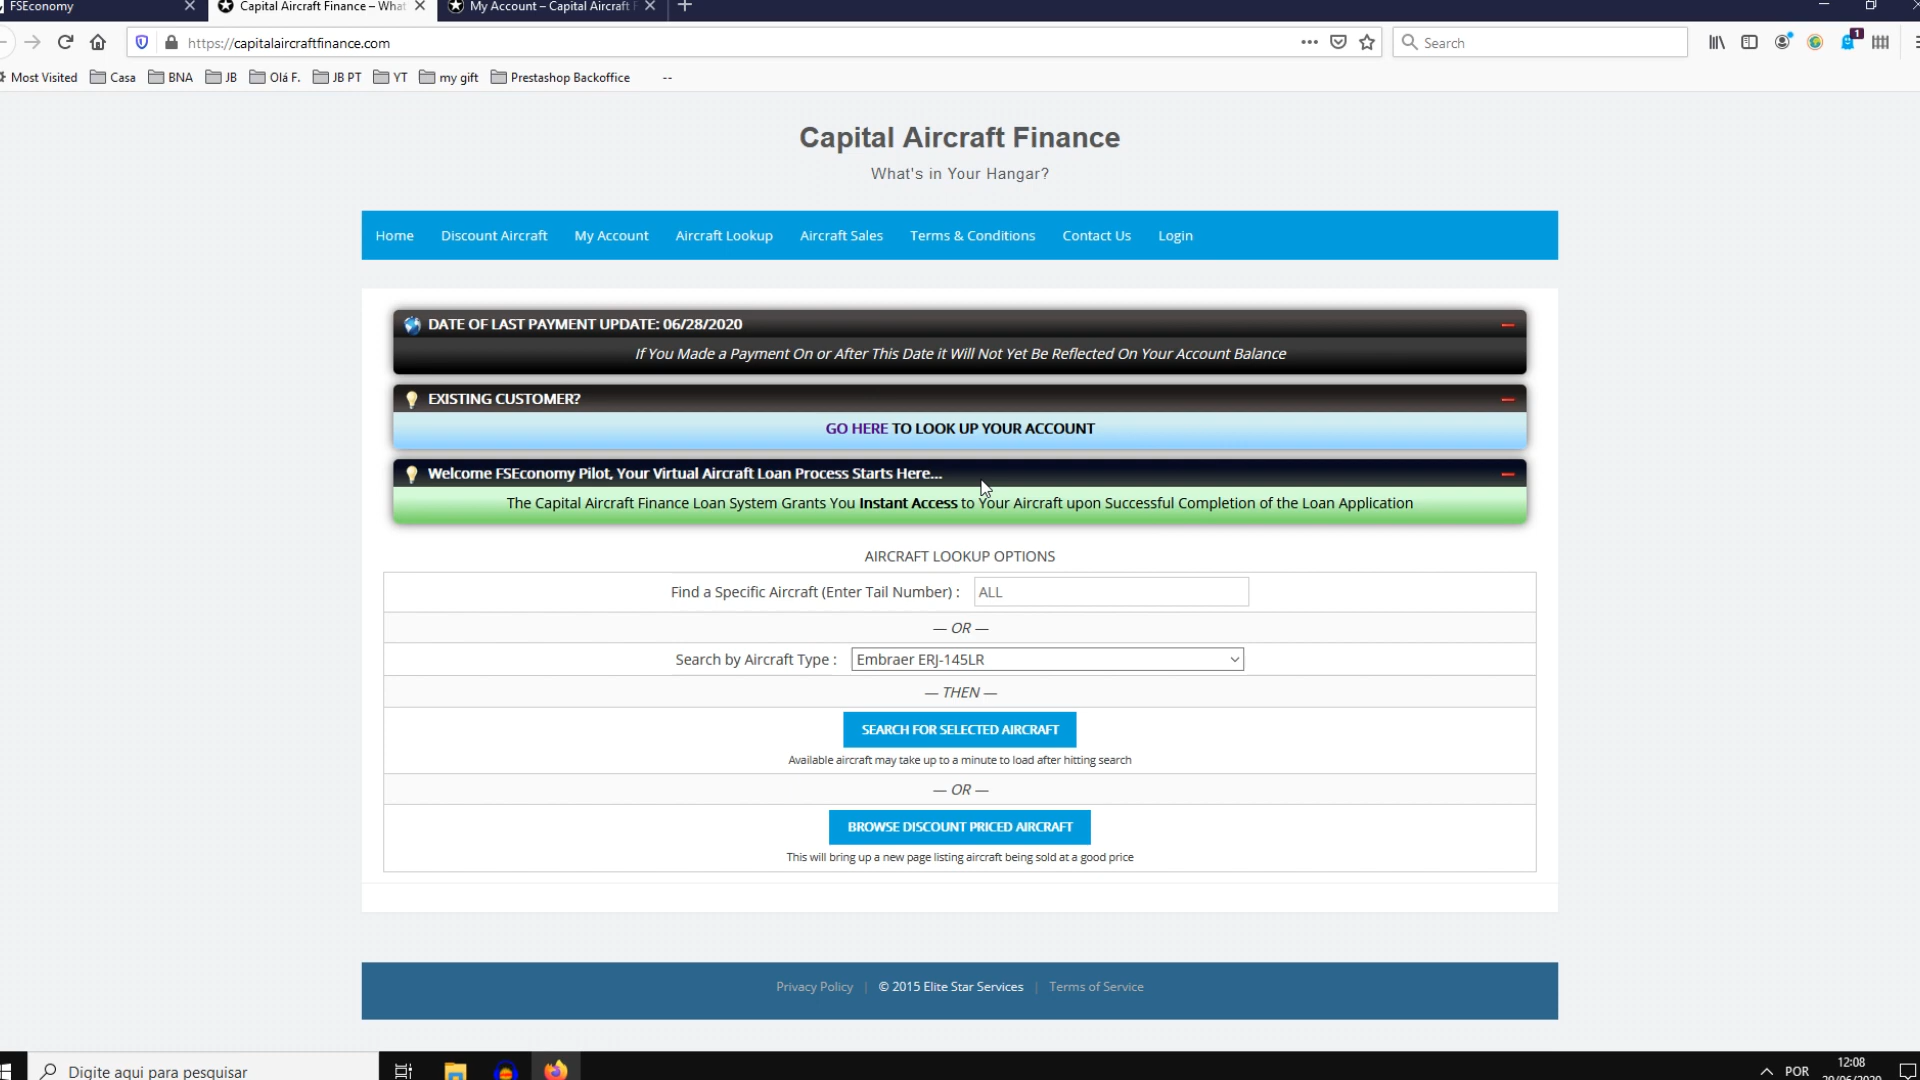 FSEconomy
Capital Aircraft Finance – What
My Account – Capital Aircraft F
https://capitalaircraftfinance.com
Search
1
Most Visited
Casa
BNA
JB
Olá F.
JB PT
YT
my gift
Prestashop Backoffice
--
Capital Aircraft Finance
What's in Your Hangar?
Home Discount Aircraft My Account Aircraft Lookup Aircraft Sales Terms & Conditions Contact Us Login
DATE OF LAST PAYMENT UPDATE: 06/28/2020
If You Made a Payment On or After This Date it Will Not Yet Be Reflected On Your Account Balance
EXISTING CUSTOMER?
GO HERE TO LOOK UP YOUR ACCOUNT
Welcome FSEconomy Pilot, Your Virtual Aircraft Loan Process Starts Here...
The Capital Aircraft Finance Loan System Grants You Instant Access to Your Aircraft upon Successful Completion of the Loan Application
AIRCRAFT LOOKUP OPTIONS
Find a Specific Aircraft (Enter Tail Number) : ALL
— OR —
Search by Aircraft Type : Embraer ERJ-145LR
— THEN —
SEARCH FOR SELECTED AIRCRAFT
Available aircraft may take up to a minute to load after hitting search
— OR —
BROWSE DISCOUNT PRICED AIRCRAFT
This will bring up a new page listing aircraft being sold at a good price
Privacy Policy | © 2015 Elite Star Services | Terms of Service
Digite aqui para pesquisar
POR
12:08
29/06/2020